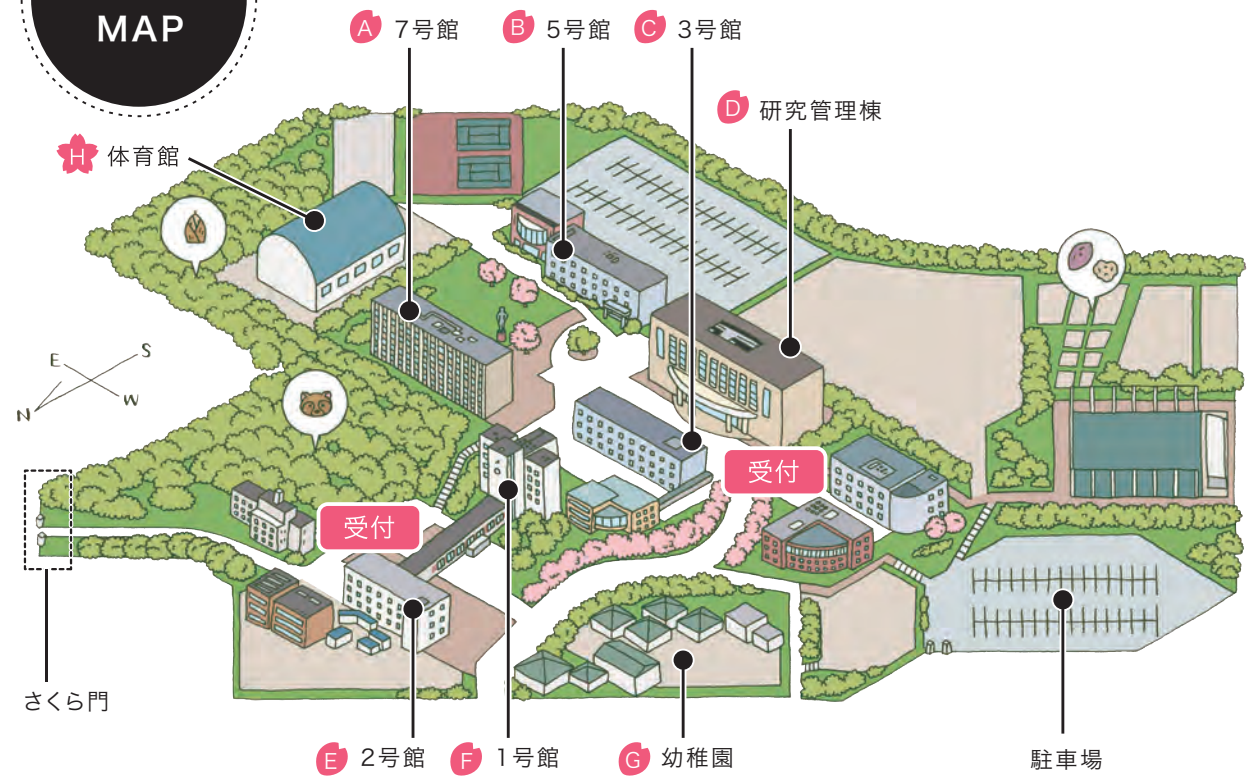 MAP
A 7号館
B 5号館
C 3号館
D 研究管理棟
H 体育館
E
S
N
W
受付
受付
さくら門
E 2号館
F 1号館
G 幼稚園
駐車場